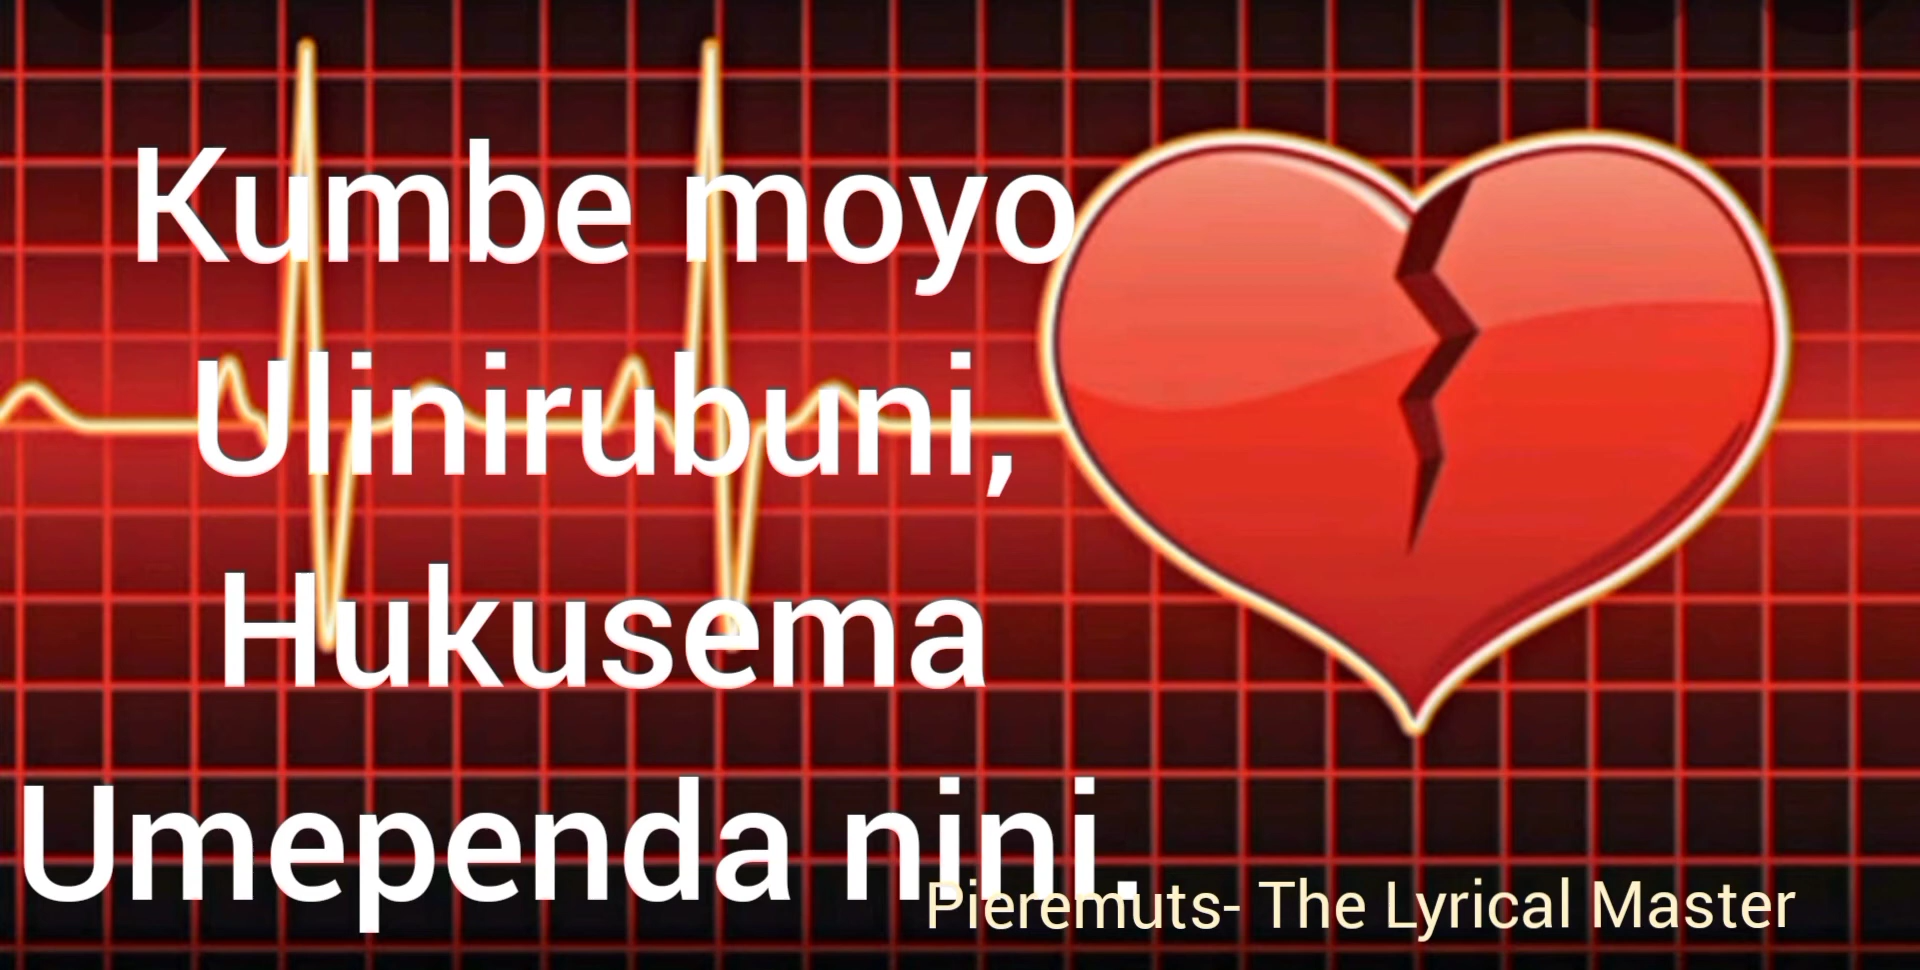 Kumbe moyo
Ulinirubuni,
Hukusema
Umependa nini.
Pieremuts- The Lyrical Master